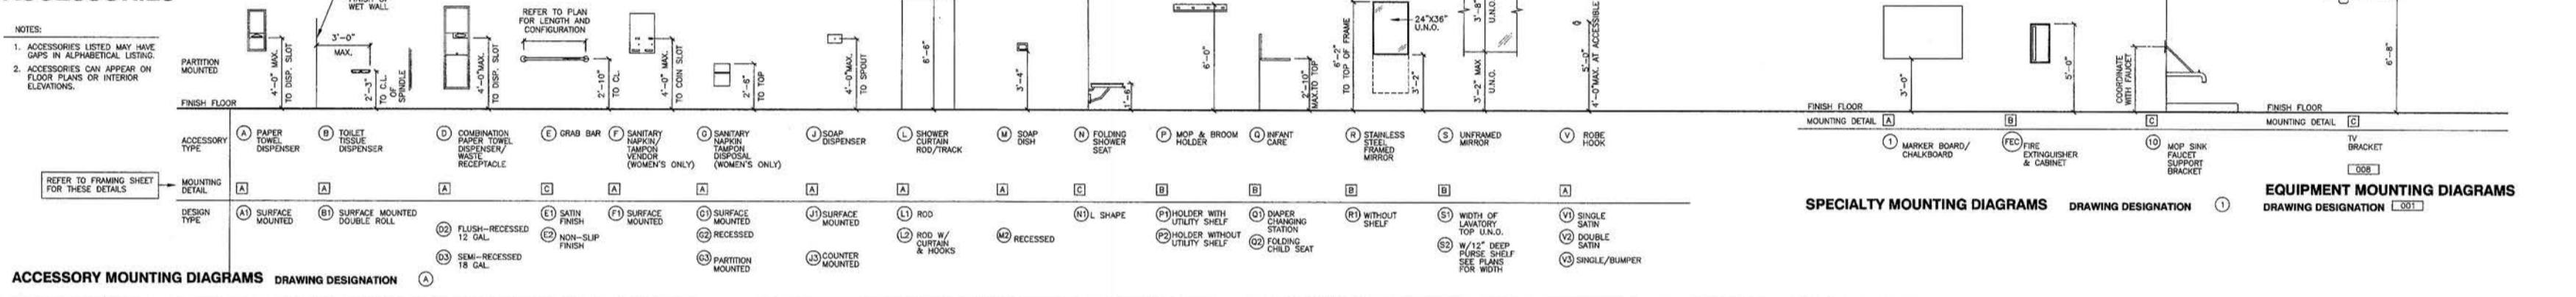 WET WALL
NOTES:
1. ACCESSORIES LISTED MAY HAVE
GAPS IN ALPHABETICAL LISTING.
2. ACCESSORIES CAN APPEAR ON
FLOOR PLANS OR INTERIOR
ELEVATIONS.
PARTITION
MOUNTED
FINISH FLOOR
4'-0" MAX.
TO DISP. SLOT
3'-0"
MAX.
2'-3"
TO C.L.
OF
SPINDLE
4'-0"MAX.
TO DISP. SLOT
REFER TO PLAN
FOR LENGTH AND
CONFIGURATION
2'-10"
TO CL.
4'-0" MAX.
TO COIN SLOT
2'-6"
TO TOP
4'-0"MAX.
TO SPOUT
6'-6"
3'-4"
1'-6"
6'-0"
2'-10"
MAX.TO TOP
6'-2"
TO TOP OF FRAME
24"X36"
U.N.O.
3'-2"
3'-8"
U.N.O.
3'-2" MAX
U.N.O.
5'-0"
4'-0"MAX. AT ACCESSIBLE
ACCESSORY
TYPE
A PAPER
TOWEL
DISPENSER
B TOILET
TISSUE
DISPENSER
D COMBINATION
PAPER TOWEL
DISPENSER/
WASTE
RECEPTACLE
E GRAB BAR
F SANITARY
NAPKIN/
TAMPON
VENDOR
(WOMEN'S ONLY)
G SANITARY
NAPKIN
TAMPON
DISPOSAL
(WOMEN'S ONLY)
J SOAP
DISPENSER
L SHOWER
CURTAIN
ROD/TRACK
M SOAP
DISH
N FOLDING
SHOWER
SEAT
P MOP & BROOM
HOLDER
Q INFANT
CARE
R STAINLESS
STEEL
FRAMED
MIRROR
S UNFRAMED
MIRROR
V ROBE
HOOK
REFER TO FRAMING SHEET
FOR THESE DETAILS
MOUNTING
DETAIL
A A A C A A A A A C B B B B A
DESIGN
TYPE
A1 SURFACE
MOUNTED
B1 SURFACE MOUNTED
DOUBLE ROLL
D2 FLUSH-RECESSED
12 GAL.
D3 SEMI-RECESSED
18 GAL.
E1 SATIN
FINISH
E2 NON-SLIP
FINISH
F1 SURFACE
MOUNTED
G1 SURFACE
MOUNTED
G2 RECESSED
G3 PARTITION
MOUNTED
J1 SURFACE
MOUNTED
J3 COUNTER
MOUNTED
L1 ROD
L2 ROD W/
CURTAIN
& HOOKS
M2 RECESSED
N1 L SHAPE
P1 HOLDER WITH
UTILITY SHELF
P2 HOLDER WITHOUT
UTILITY SHELF
Q1 DIAPER
CHANGING
STATION
Q2 FOLDING
CHILD SEAT
R1 WITHOUT
SHELF
S1 WIDTH OF
LAVATORY
TOP U.N.O.
S2 W/12" DEEP
PURSE SHELF
SEE PLANS
FOR WIDTH
V1 SINGLE
SATIN
V2 DOUBLE
SATIN
V3 SINGLE/BUMPER
ACCESSORY MOUNTING DIAGRAMS DRAWING DESIGNATION A
3'-0"
5'-0"
COORDINATE
WITH FAUCET
FINISH FLOOR
MOUNTING DETAIL A B C
1 MARKER BOARD/
CHALKBOARD
FEC FIRE
EXTINGUISHER
& CABINET
10 MOP SINK
FAUCET
SUPPORT
BRACKET
SPECIALTY MOUNTING DIAGRAMS DRAWING DESIGNATION 1
6'-8"
FINISH FLOOR
MOUNTING DETAIL C
TV
BRACKET
008
EQUIPMENT MOUNTING DIAGRAMS
DRAWING DESIGNATION 001